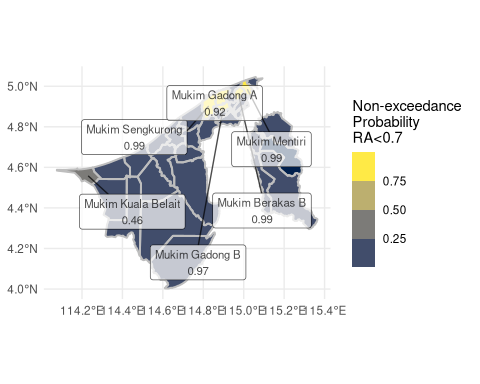 5.0°N
4.8°N
4.6°N
4.4°N
4.2°N
4.0°N
Mukim Gadong A
0.92
Mukim Sengkurong
0.99
Mukim Mentiri
0.99
Mukim Kuala Belait
0.46
Mukim Berakas B
0.99
Mukim Gadong B
0.97
114.2°E 114.4°E 114.6°E 114.8°E 115.0°E 115.2°E 115.4°E
Non-exceedance
Probability
RA<0.7
0.75
0.50
0.25